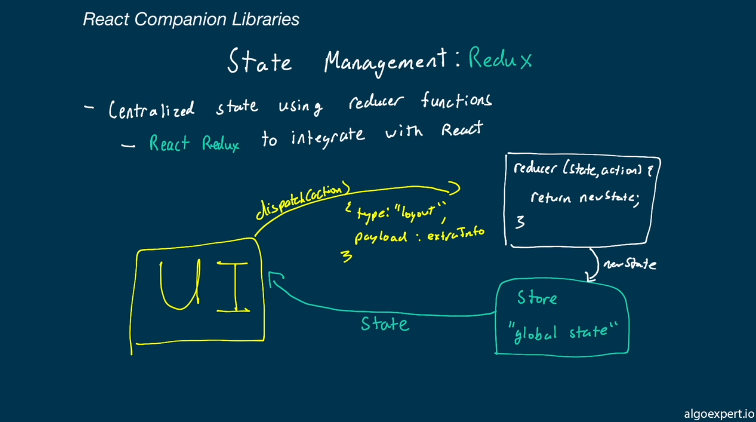 React Companion Libraries
State Management: Redux
- Centralized state using reducer functions
- React Redux to integrate with React
dispatch(action)
{ type: "logout",
payload : extraInfo
}
reducer (state, action) {
return newState;
}
newState
UI
State
Store
"global state"
algoexpert.io